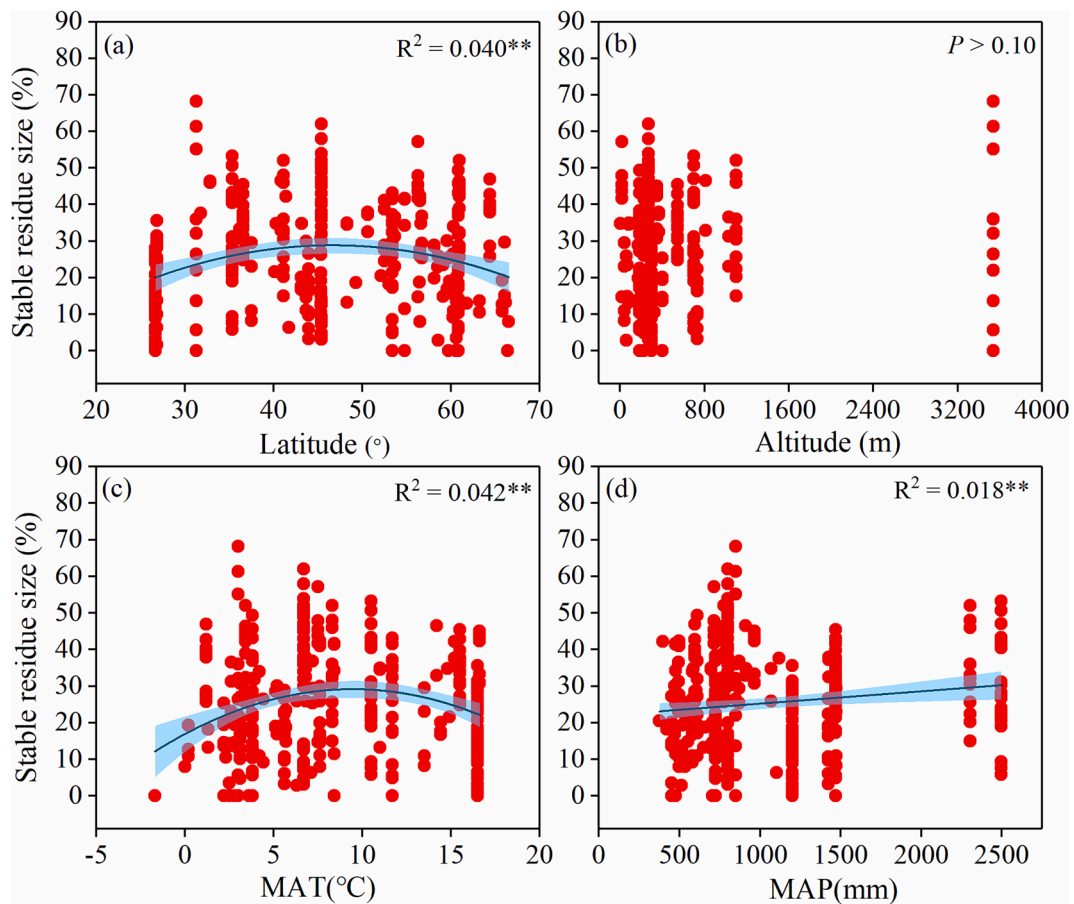 (a)
R² = 0.040**
Stable residue size (%)
90
80
70
60
50
40
30
20
10
0
20 30 40 50 60 70
Latitude (°)
(b)
P > 0.10
90
80
70
60
50
40
30
20
10
0
0 800 1600 2400 3200 4000
Altitude (m)
(c)
R² = 0.042**
Stable residue size (%)
90
80
70
60
50
40
30
20
10
0
-5 0 5 10 15 20
MAT(℃)
(d)
R² = 0.018**
90
80
70
60
50
40
30
20
10
0
0 500 1000 1500 2000 2500
MAP(mm)